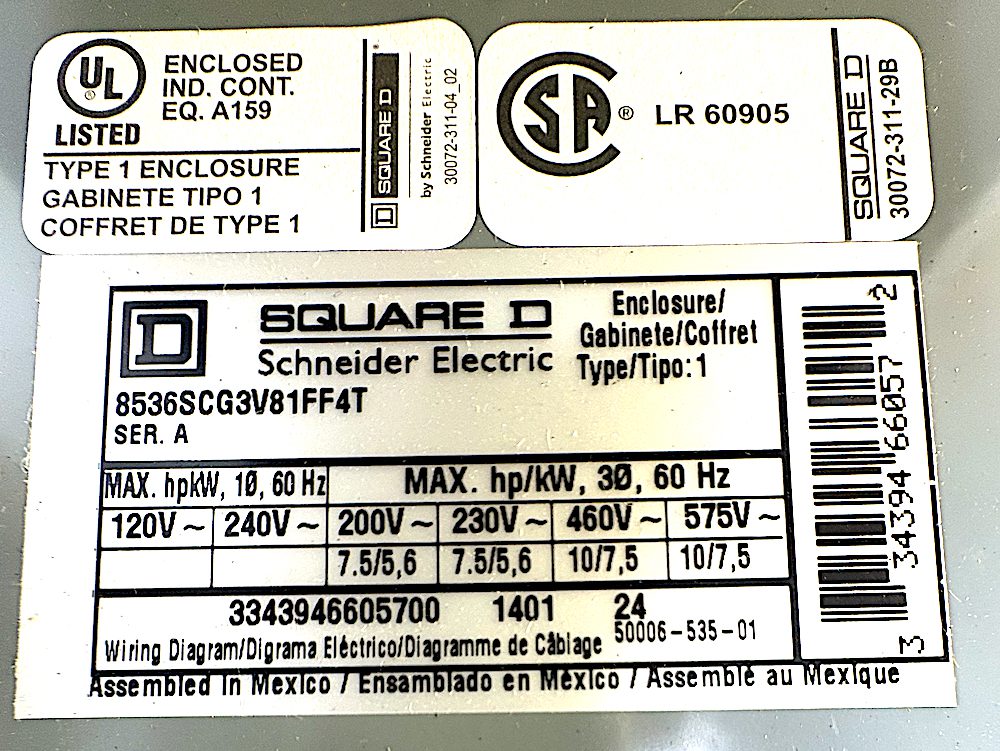 UL
®
LISTED
ENCLOSED
IND. CONT.
EQ. A159
TYPE 1 ENCLOSURE
GABINETE TIPO 1
COFFRET DE TYPE 1
D SQUARE D
by Schneider Electric
30072-311-04_02
CSA ® LR 60905
SQUARE D
30072-311-29B
D SQUARE D
Schneider Electric
Enclosure/
Gabinete/Coffret
Type/Tipo:1
8536SCG3V81FF4T
SER. A
MAX. hpkW, 1Ø, 60 Hz MAX. hp/kW, 3Ø, 60 Hz
120V~ 240V~ 200V~ 230V~ 460V~ 575V~
7.5/5,6 7.5/5,6 10/7,5 10/7,5
3343946605700 1401 24
Wiring Diagram/Digrama Eléctrico/Diagramme de Câblage 50006-535-01
3 34394 66057 2
Assembled in Mexico / Ensamblado en México / Assemblé au Mexique